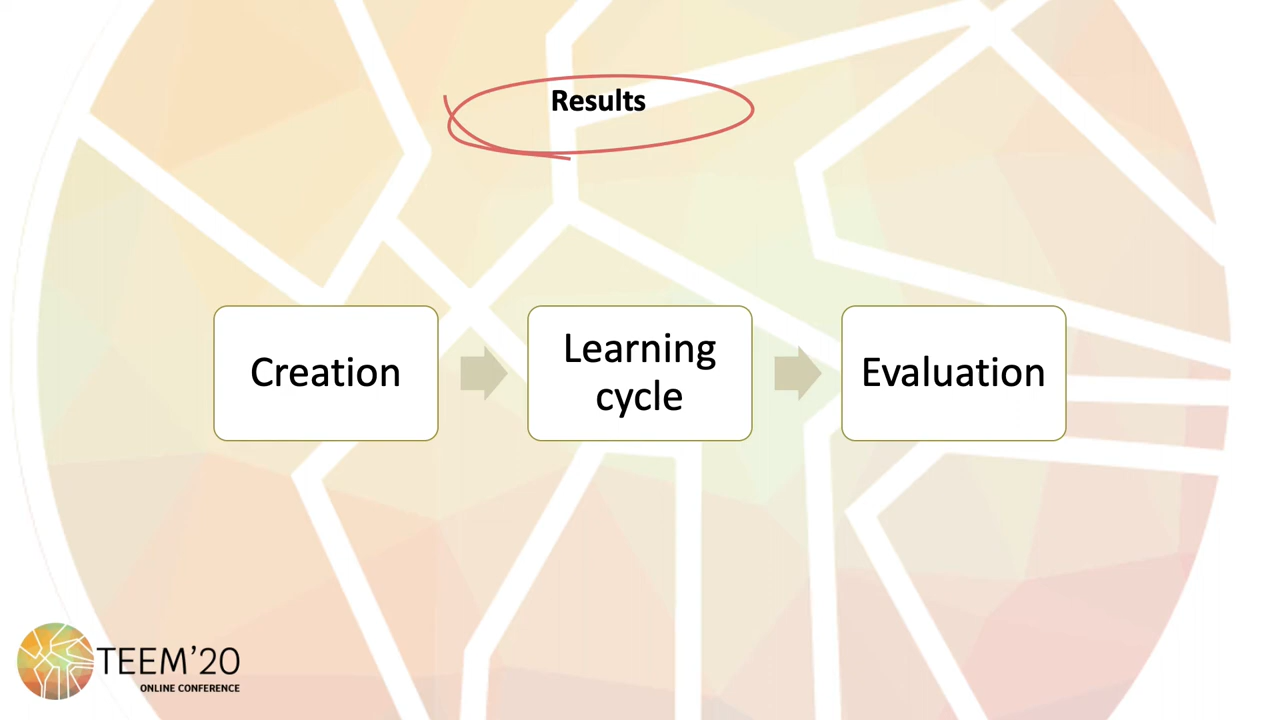 Results
Creation
Learning
cycle
Evaluation
TEEM’20
ONLINE CONFERENCE